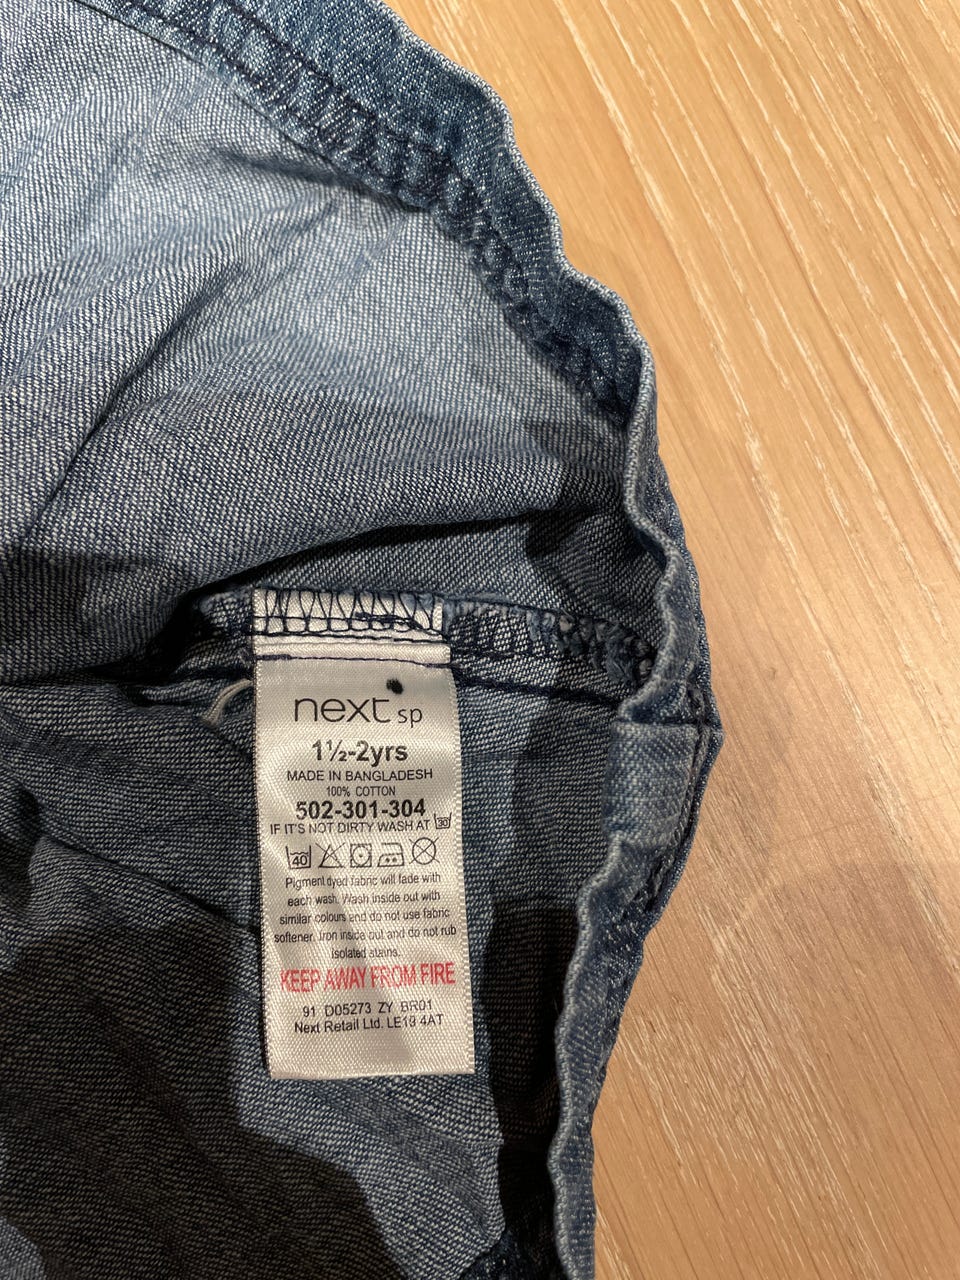 next sp
1½-2yrs
MADE IN BANGLADESH
100% COTTON
502-301-304
IF IT'S NOT DIRTY WASH AT 30
40
Pigment dyed fabric will fade with
each wash. Wash inside out with
similar colours and do not use fabric
softener. Iron inside out and do not rub
isolated stains.
KEEP AWAY FROM FIRE
91 D05273 ZY BR01
Next Retail Ltd. LE19 4AT